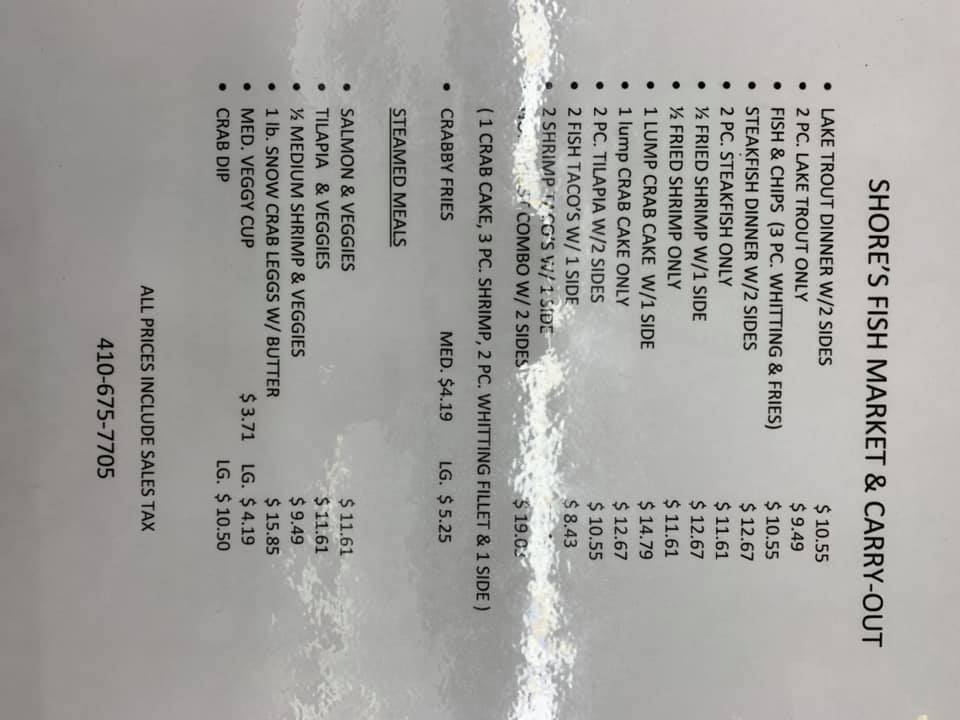 SHORE'S FISH MARKET & CARRY-OUT
• LAKE TROUT DINNER W/2 SIDES $ 10.55
• 2 PC. LAKE TROUT ONLY $ 9.49
• FISH & CHIPS (3 PC. WHITTING & FRIES) $ 10.55
• STEAKFISH DINNER W/2 SIDES $ 12.67
• 2 PC. STEAKFISH ONLY $ 11.61
• ½ FRIED SHRIMP W/1 SIDE $ 12.67
• ½ FRIED SHRIMP ONLY $ 11.61
• 1 LUMP CRAB CAKE W/1 SIDE $ 14.79
• 1 lump CRAB CAKE ONLY $ 12.67
• 2 PC. TILAPIA W/2 SIDES $ 10.55
• 2 FISH TACO'S W/ 1 SIDE $ 8.43
• 2 SHRIMP TACO'S W/ 1 SIDE
COMBO W/ 2 SIDES
( 1 CRAB CAKE, 3 PC. SHRIMP, 2 PC. WHITTING FILLET & 1 SIDE )
• CRABBY FRIES MED. $4.19 LG. $ 5.25
STEAMED MEALS
• SALMON & VEGGIES $ 11.61
• TILAPIA & VEGGIES $ 11.61
• ½ MEDIUM SHRIMP & VEGGIES $ 9.49
• 1 lb. SNOW CRAB LEGGS W/ BUTTER $ 15.85
• MED. VEGGY CUP $ 3.71 LG. $ 4.19
• CRAB DIP LG. $ 10.50
ALL PRICES INCLUDE SALES TAX
410-675-7705